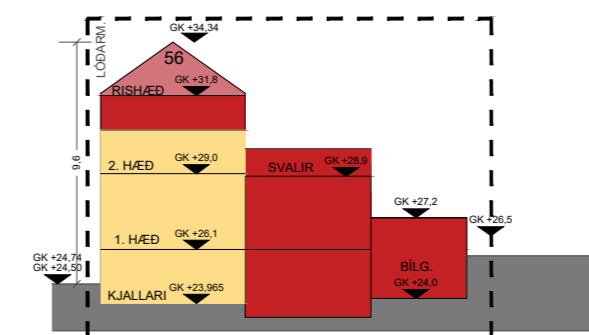 LÓÐARM.
GK +34,34
56
RISHÆÐ GK +31,8
9,6
2. HÆÐ GK +29,0
SVALIR GK +28,9
GK +27,2
GK +26,5
1. HÆÐ GK +26,1
GK +24,74
GK +24,50
BÍLG.
GK +24,0
KJALLARI GK +23,965